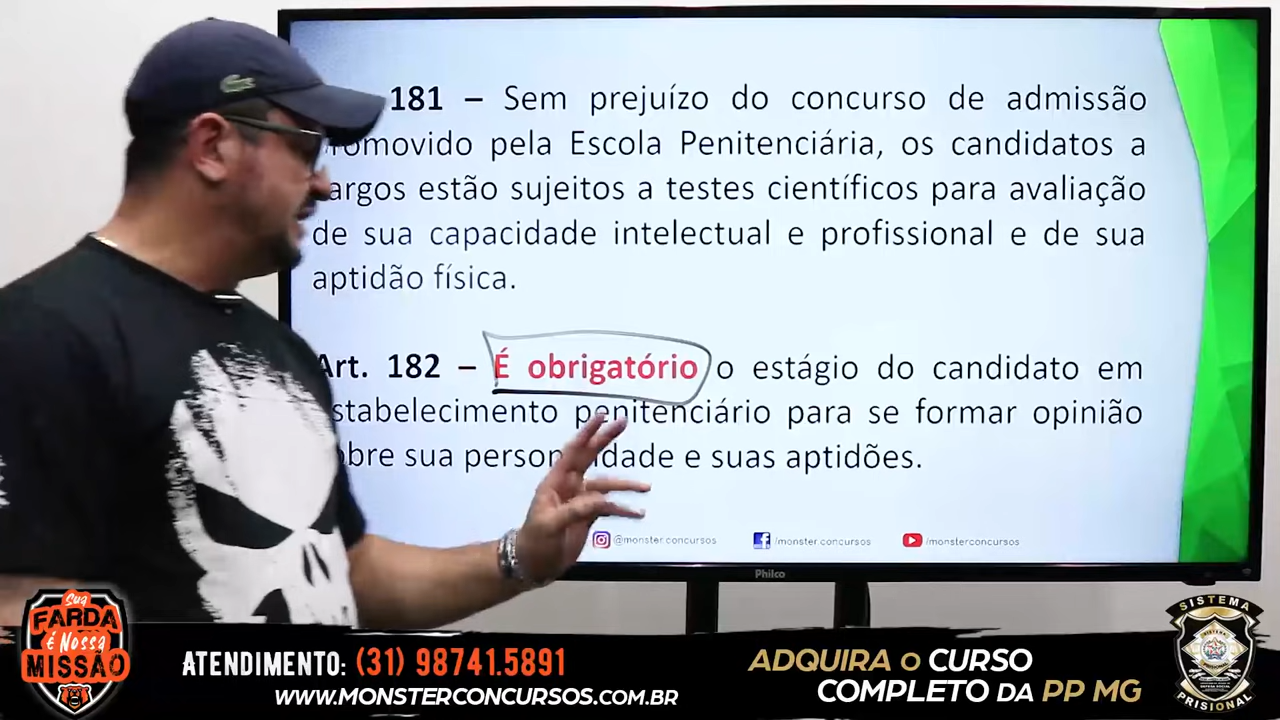 181 – Sem prejuízo do concurso de admissão
promovido pela Escola Penitenciária, os candidatos a
cargos estão sujeitos a testes científicos para avaliação
de sua capacidade intelectual e profissional e de sua
aptidão física.
Art. 182 – É obrigatório o estágio do candidato em
estabelecimento penitenciário para se formar opinião
sobre sua personalidade e suas aptidões.
@monster.concursos /monster.concursos /monsterconcursos
Philco
Sua
FARDA
é Nossa
MISSÃO
ATENDIMENTO: (31) 98741.5891
WWW.MONSTERCONCURSOS.COM.BR
ADQUIRA O CURSO
COMPLETO DA PP MG
SISTEMA
PRISIONAL